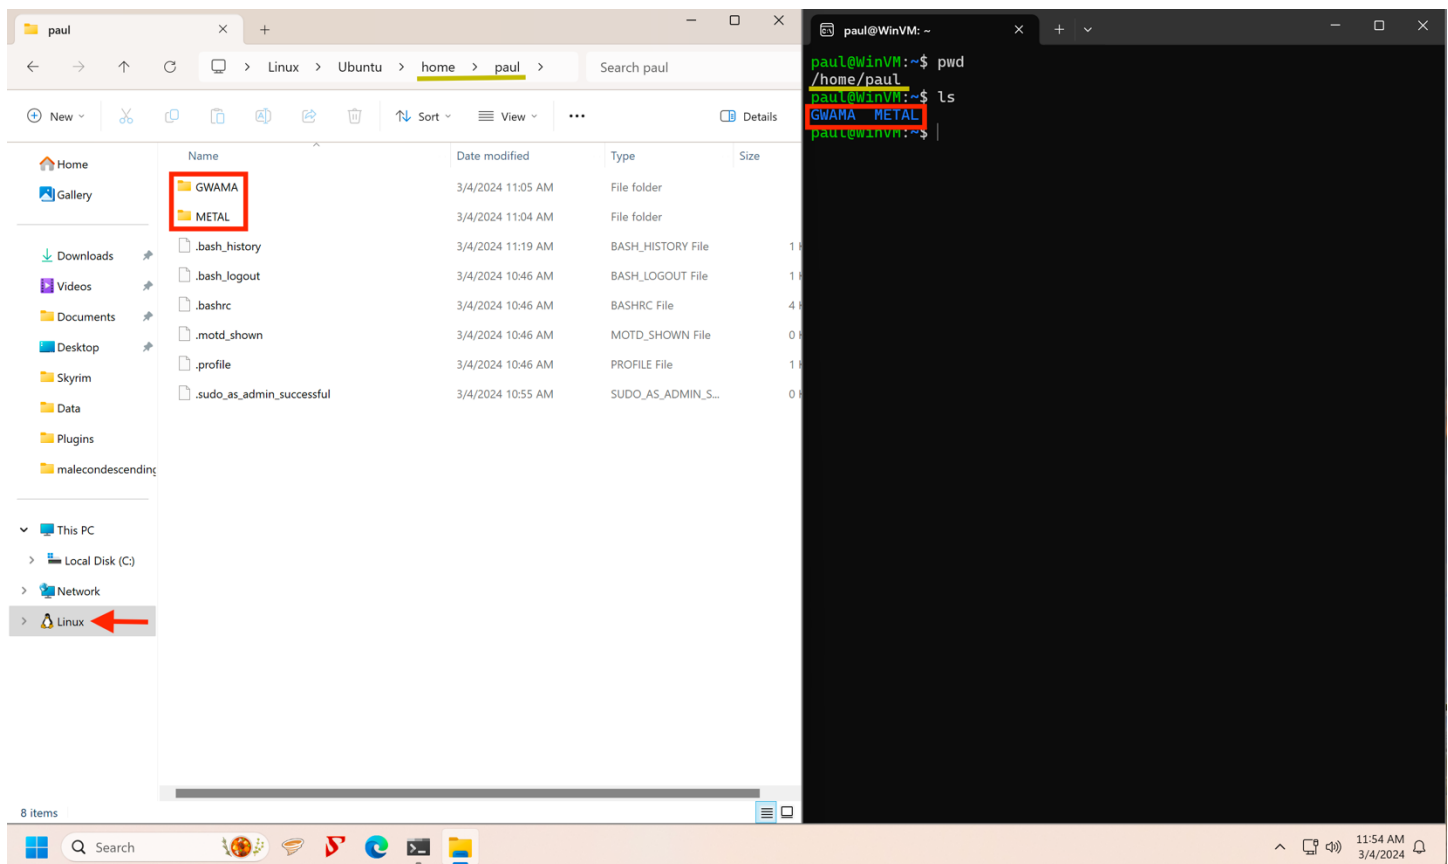 paul
Linux > Ubuntu > home > paul >
Search paul
New
Sort
View
Details
Home
Gallery
Downloads
Videos
Documents
Desktop
Skyrim
Data
Plugins
malecondescending
This PC
Local Disk (C:)
Network
Linux
Name Date modified Type Size
GWAMA 3/4/2024 11:05 AM File folder
METAL 3/4/2024 11:04 AM File folder
.bash_history 3/4/2024 11:19 AM BASH_HISTORY File 1
.bash_logout 3/4/2024 10:46 AM BASH_LOGOUT File 1
.bashrc 3/4/2024 10:46 AM BASHRC File 4
.motd_shown 3/4/2024 10:46 AM MOTD_SHOWN File 0
.profile 3/4/2024 10:46 AM PROFILE File 1
.sudo_as_admin_successful 3/4/2024 10:55 AM SUDO_AS_ADMIN_S... 0
8 items
paul@WinVM: ~
paul@WinVM:~$ pwd
/home/paul
paul@WinVM:~$ ls
GWAMA METAL
paul@WinVM:~$
Search
11:54 AM
3/4/2024